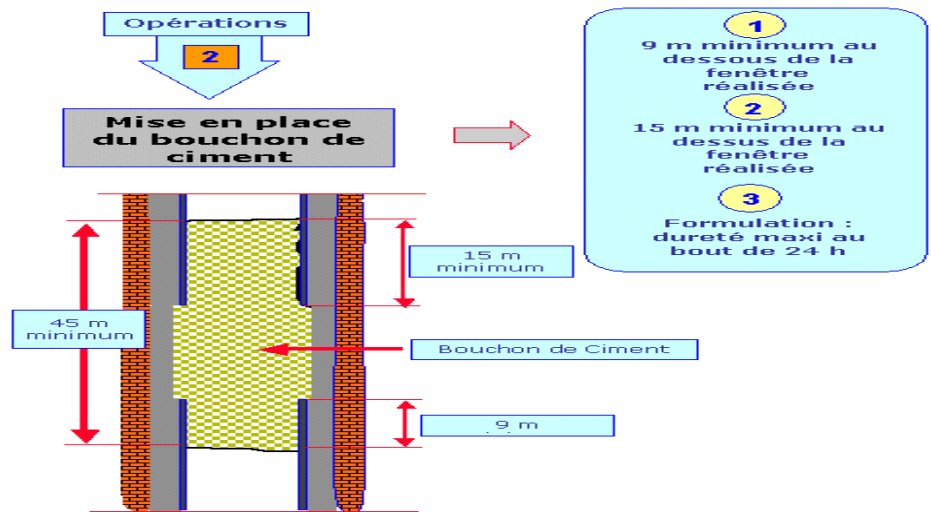 Opérations
2
Mise en place
du bouchon de
ciment
1
9 m minimum au
dessous de la
fenêtre
réalisée
2
15 m minimum au
dessus de la
fenêtre
réalisée
3
Formulation :
dureté maxi au
bout de 24 h
15 m
minimum
45 m
minimum
Bouchon de Ciment
9 m